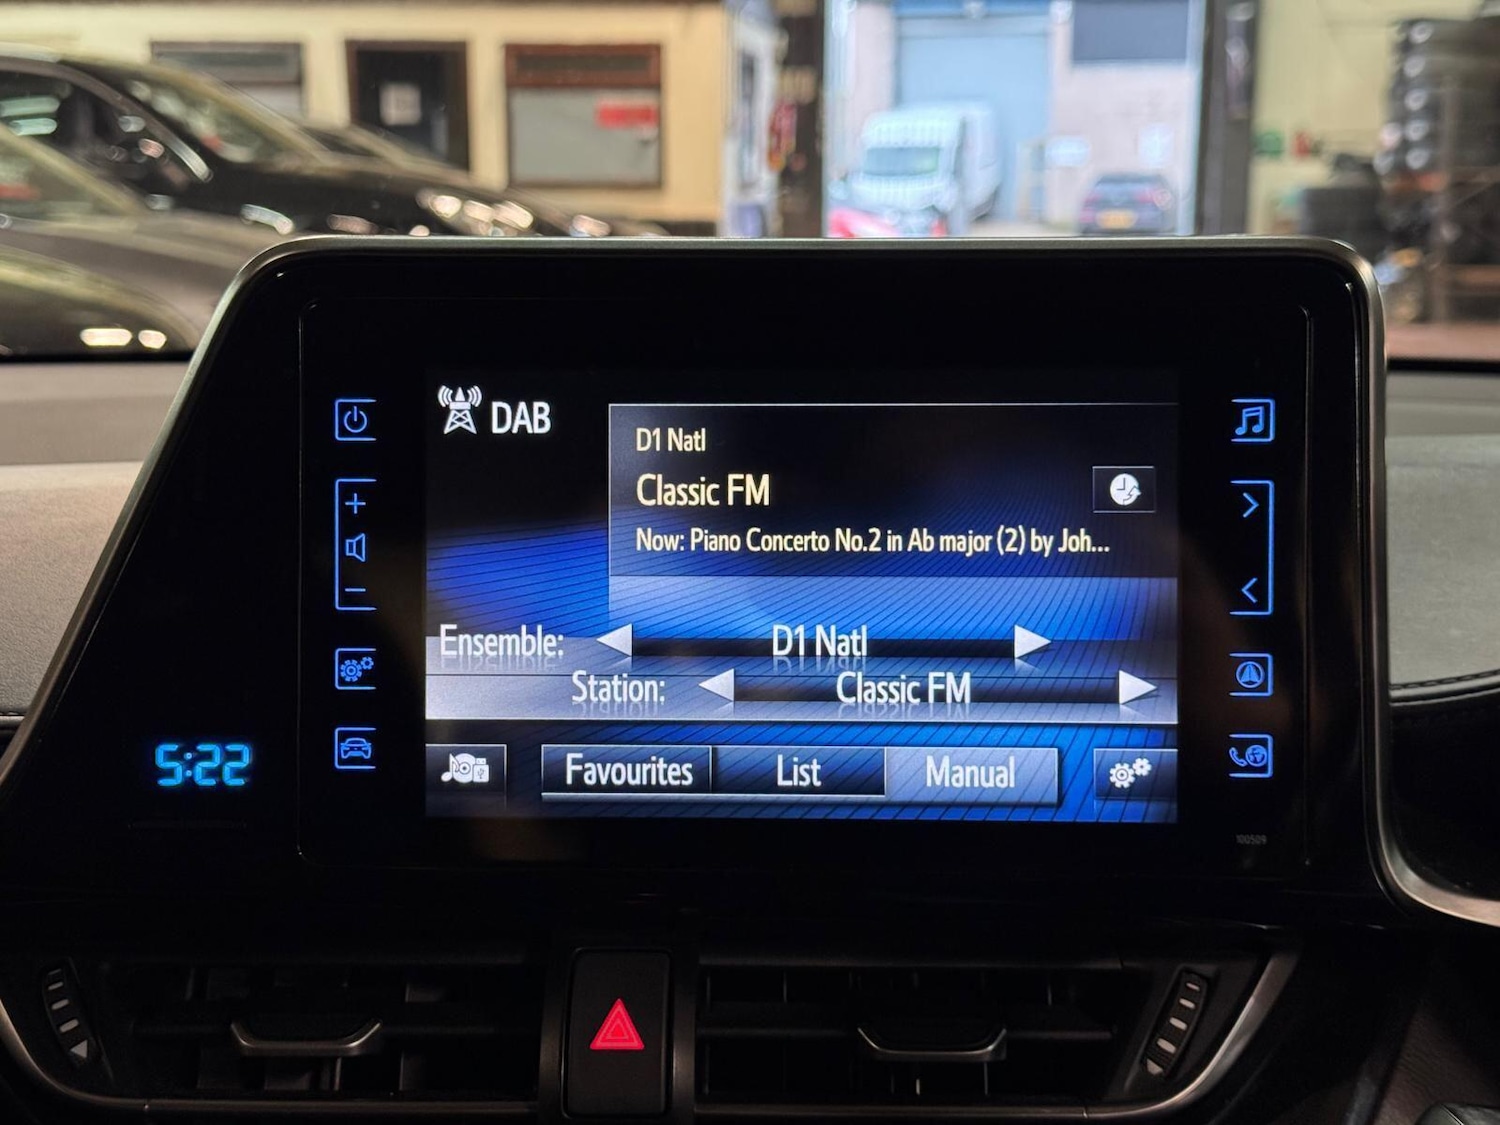 DAB
D1 Natl
Classic FM
Now: Piano Concerto No.2 in Ab major (2) by Joh...
Ensemble: D1 Natl
Station: Classic FM
5:22
Favourites List Manual
100509